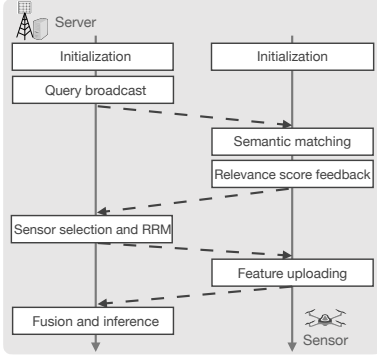 Server
Initialization
Initialization
Query broadcast
Semantic matching
Relevance score feedback
Sensor selection and RRM
Feature uploading
Fusion and inference
Sensor